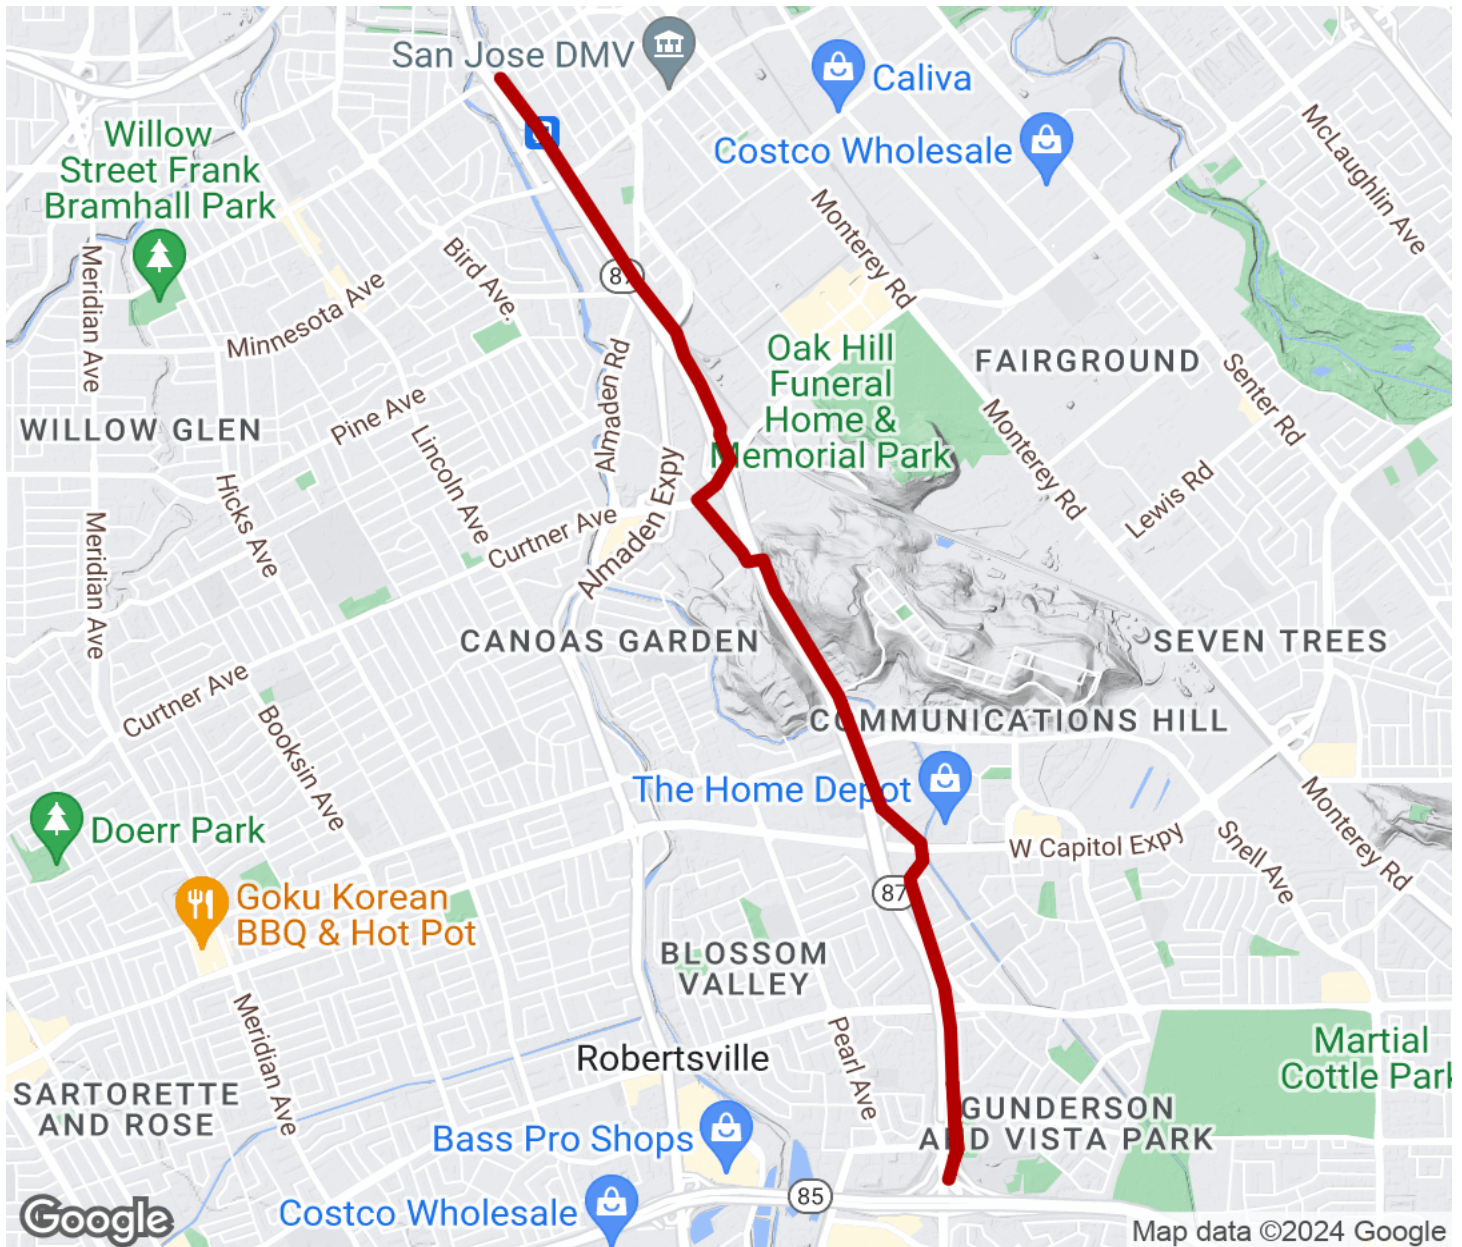 San Jose DMV
Caliva
Costco Wholesale
McLaughlin Ave
Willow
Street Frank
Bramhall Park
Meridian Ave
Bird Ave.
Monterey Rd
87
Minnesota Ave
Oak Hill
Funeral
Home &
Memorial Park
FAIRGROUND
Senter Rd
Almaden Rd
WILLOW GLEN
Pine Ave
Lincoln Ave
Monterey Rd
Hicks Ave
Almaden Expy
Lewis Rd
Meridian Ave
Curtner Ave
CANOAS GARDEN
SEVEN TREES
Curtner Ave
COMMUNICATIONS HILL
Booksin Ave
The Home Depot
Monterey Rd
Doerr Park
W Capitol Expy
Snell Ave
Goku Korean
BBQ & Hot Pot
87
BLOSSOM
VALLEY
Meridian Ave
Robertsville
Pearl Ave
Martial
Cottle Park
SARTORETTE
AND ROSE
GUNDERSON
AND VISTA PARK
Bass Pro Shops
85
Costco Wholesale
Google
Map data ©2024 Google